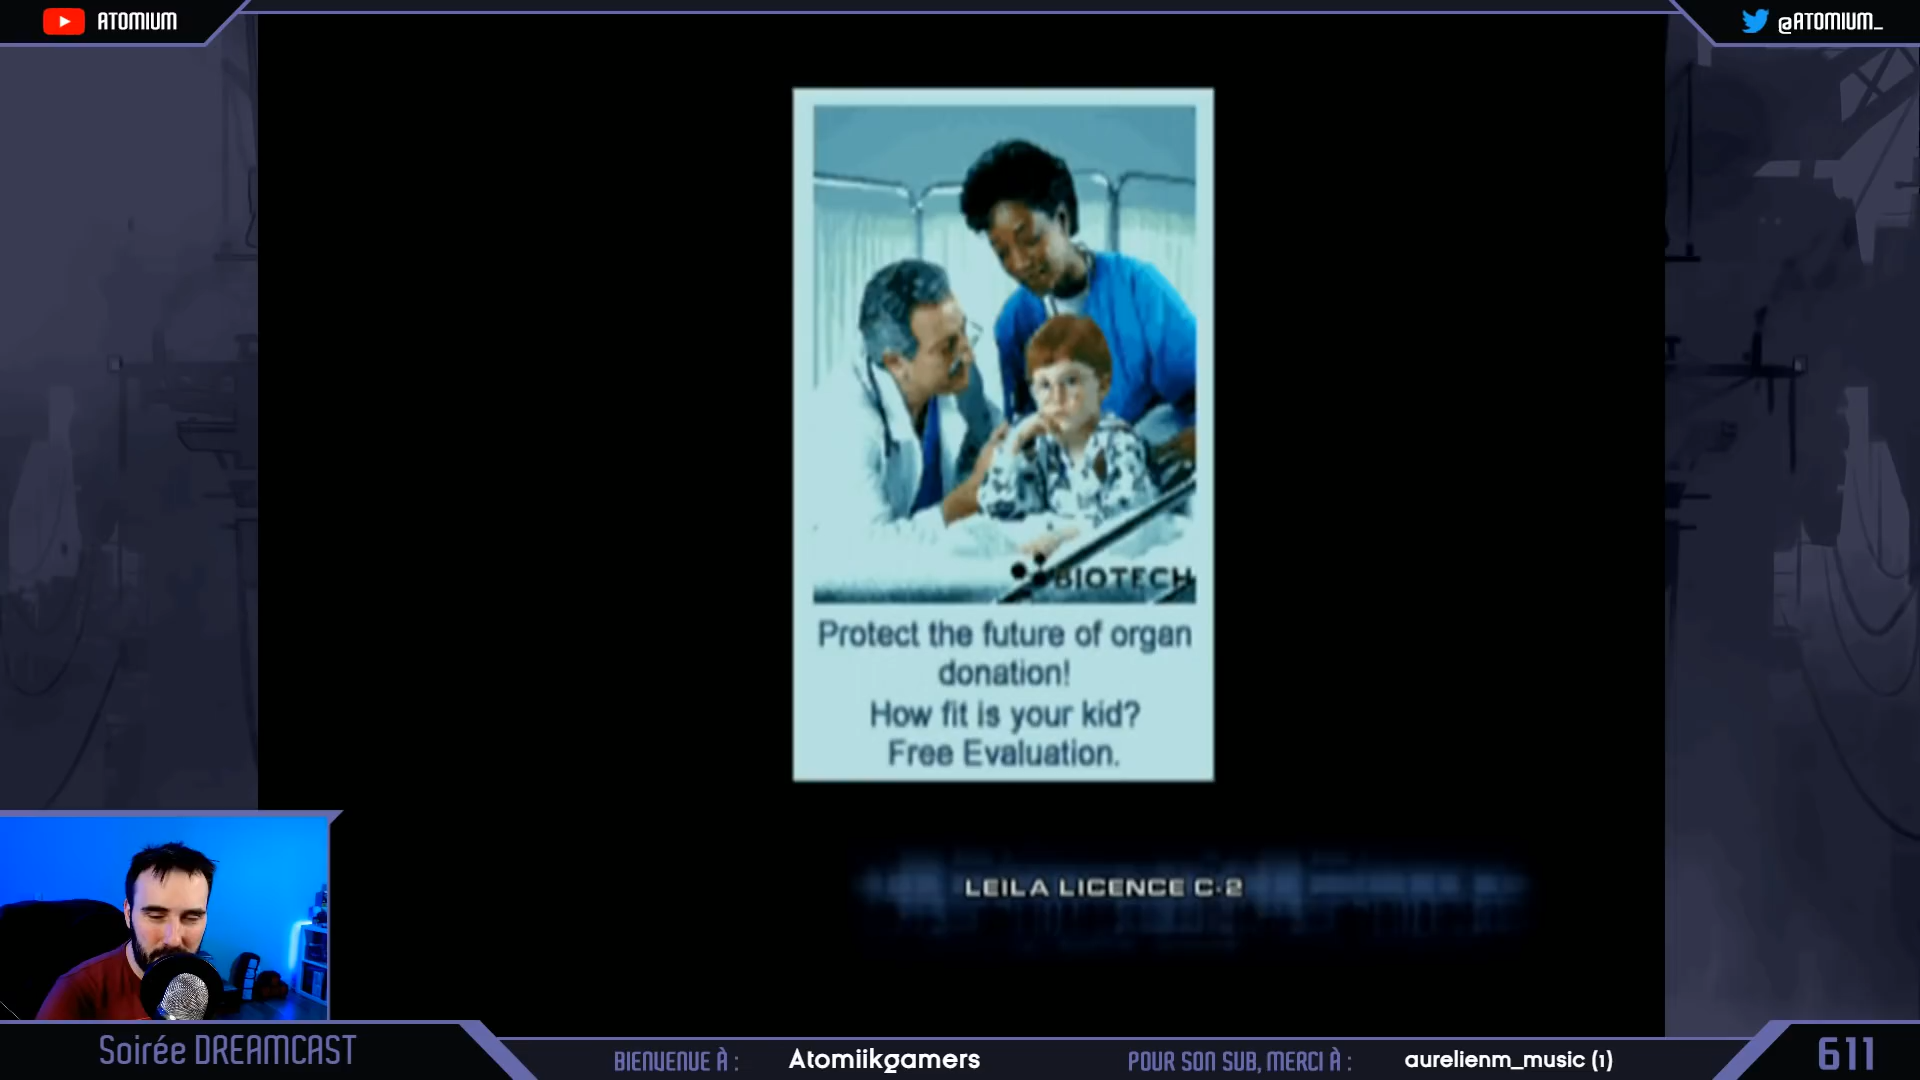 ATOMIUM
@ATOMIUM_
BIOTECH
Protect the future of organ
donation!
How fit is your kid?
Free Evaluation.
LEILA LICENCE C-2
Soirée DREAMCAST
BIENVENUE À :
Atomiikgamers
POUR SON SUB, MERCI À :
aurelienm_music (1)
611